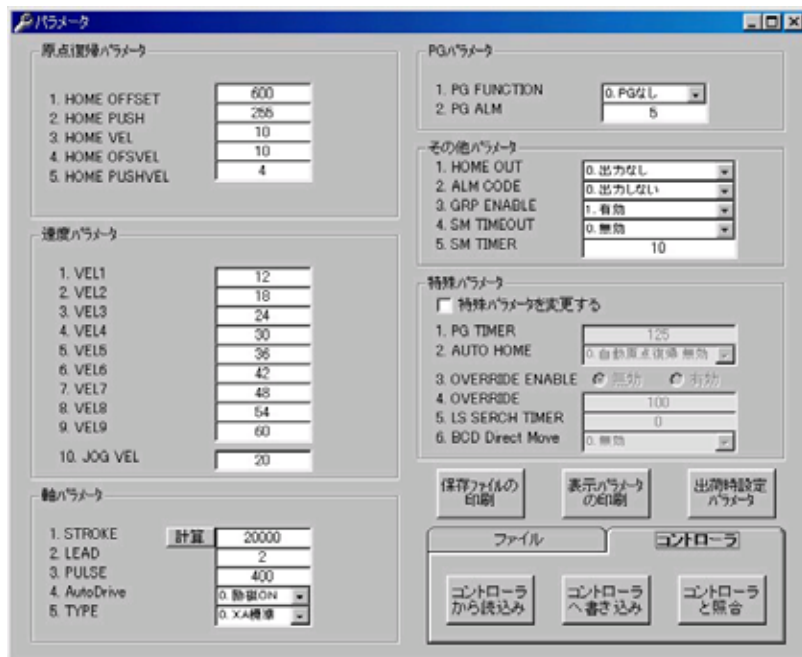 パラメータ
原点復帰パラメータ
1. HOME OFFSET 600
2. HOME PUSH 255
3. HOME VEL 10
4. HOME OFSVEL 10
5. HOME PUSHVEL 4
速度パラメータ
1. VEL1 12
2. VEL2 18
3. VEL3 24
4. VEL4 30
5. VEL5 36
6. VEL6 42
7. VEL7 48
8. VEL8 54
9. VEL9 60
10. JOG VEL 20
軸パラメータ
1. STROKE 計算 20000
2. LEAD 2
3. PULSE 400
4. AutoDrive 0. 励磁ON
5. TYPE 0. XA標準
PGパラメータ
1. PG FUNCTION 0. PGなし
2. PG ALM 5
その他パラメータ
1. HOME OUT 0. 出力なし
2. ALM CODE 0. 出力しない
3. GRP ENABLE 1. 有効
4. SM TIMEOUT 0. 無効
5. SM TIMER 10
特殊パラメータ
特殊パラメータを変更する
1. PG TIMER 125
2. AUTO HOME 0. 自動原点復帰 無効
3. OVERRIDE ENABLE 無効 有効
4. OVERRIDE 100
5. LS SERCH TIMER 0
6. BCD Direct Move 0. 無効
保存ファイルの
印刷
表示パラメータ
の印刷
出荷時設定
パラメータ
ファイル コントローラ
コントローラ
から読込み
コントローラ
へ書き込み
コントローラ
と照合